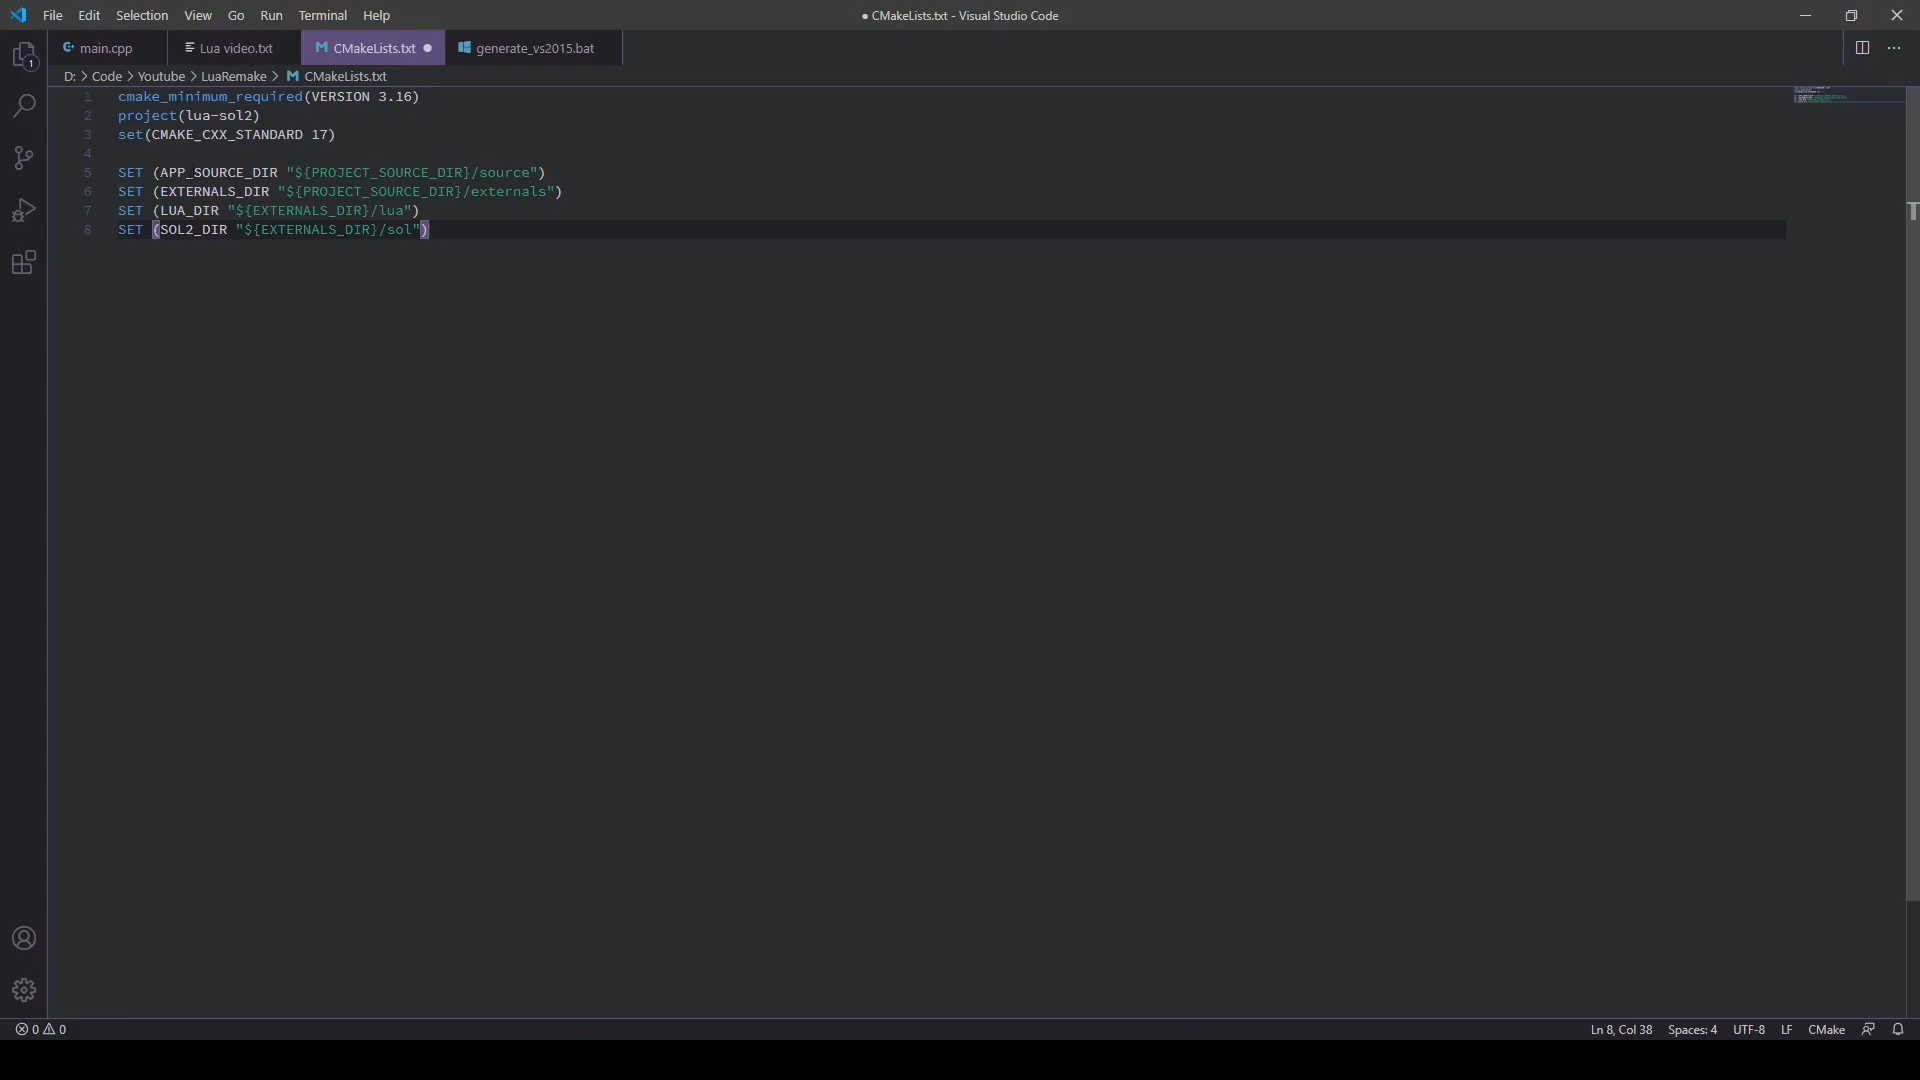 File Edit Selection View Go Run Terminal Help
● CMakeLists.txt - Visual Studio Code
main.cpp
Lua video.txt
CMakeLists.txt
generate_vs2015.bat
D: > Code > Youtube > LuaRemake > CMakeLists.txt
1 cmake_minimum_required(VERSION 3.16)
2 project(lua-sol2)
3 set(CMAKE_CXX_STANDARD 17)
4
5 SET (APP_SOURCE_DIR "${PROJECT_SOURCE_DIR}/source")
6 SET (EXTERNALS_DIR "${PROJECT_SOURCE_DIR}/externals")
7 SET (LUA_DIR "${EXTERNALS_DIR}/lua")
8 SET (SOL2_DIR "${EXTERNALS_DIR}/sol")
1
0 0
Ln 8, Col 38 Spaces: 4 UTF-8 LF CMake